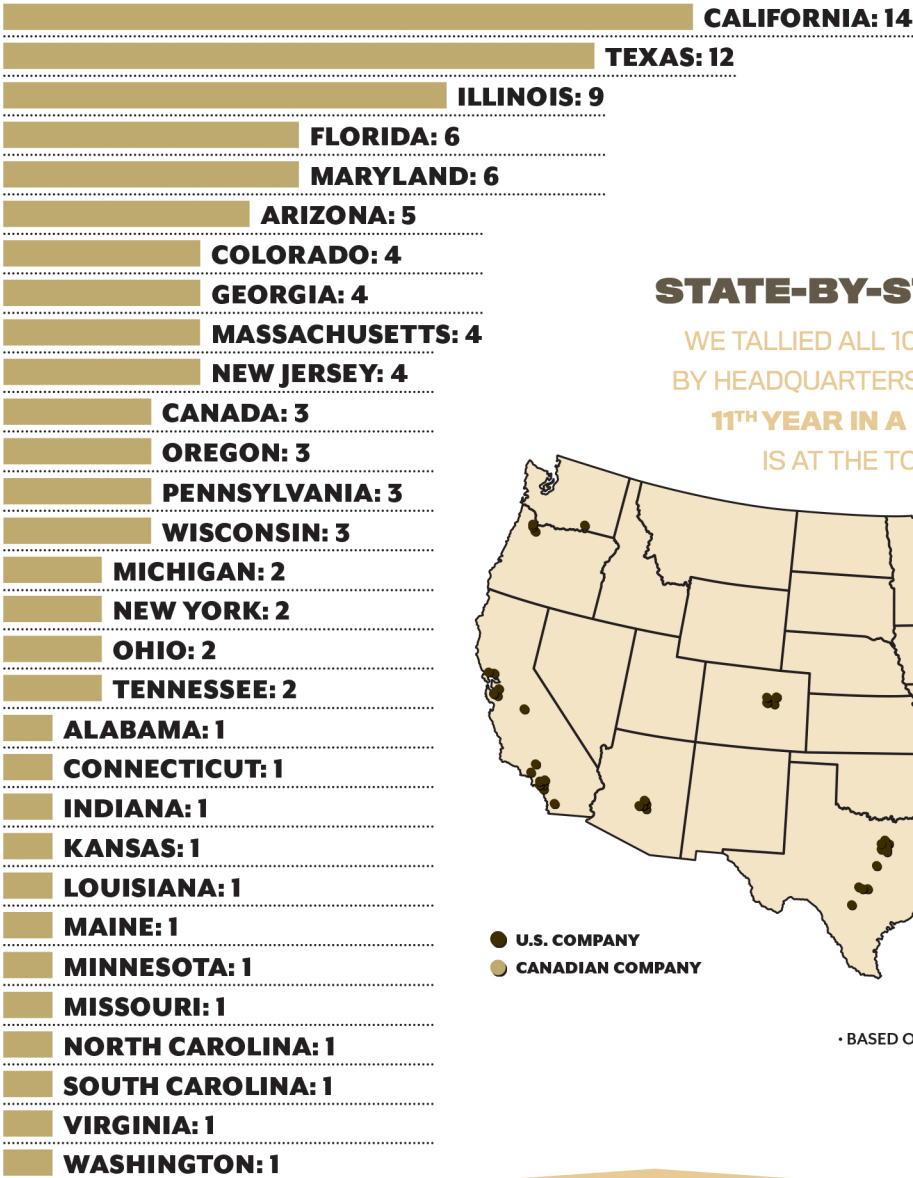 CALIFORNIA: 14
TEXAS: 12
ILLINOIS: 9
FLORIDA: 6
MARYLAND: 6
ARIZONA: 5
COLORADO: 4
GEORGIA: 4
MASSACHUSETTS: 4
NEW JERSEY: 4
CANADA: 3
OREGON: 3
PENNSYLVANIA: 3
WISCONSIN: 3
MICHIGAN: 2
NEW YORK: 2
OHIO: 2
TENNESSEE: 2
ALABAMA: 1
CONNECTICUT: 1
INDIANA: 1
KANSAS: 1
LOUISIANA: 1
MAINE: 1
MINNESOTA: 1
MISSOURI: 1
NORTH CAROLINA: 1
SOUTH CAROLINA: 1
VIRGINIA: 1
WASHINGTON: 1
STATE-BY-
WE TALLIED ALL
BY HEADQUARTERS
11TH YEAR IN A
IS AT THE
U.S. COMPANY
CANADIAN COMPANY
• BASED